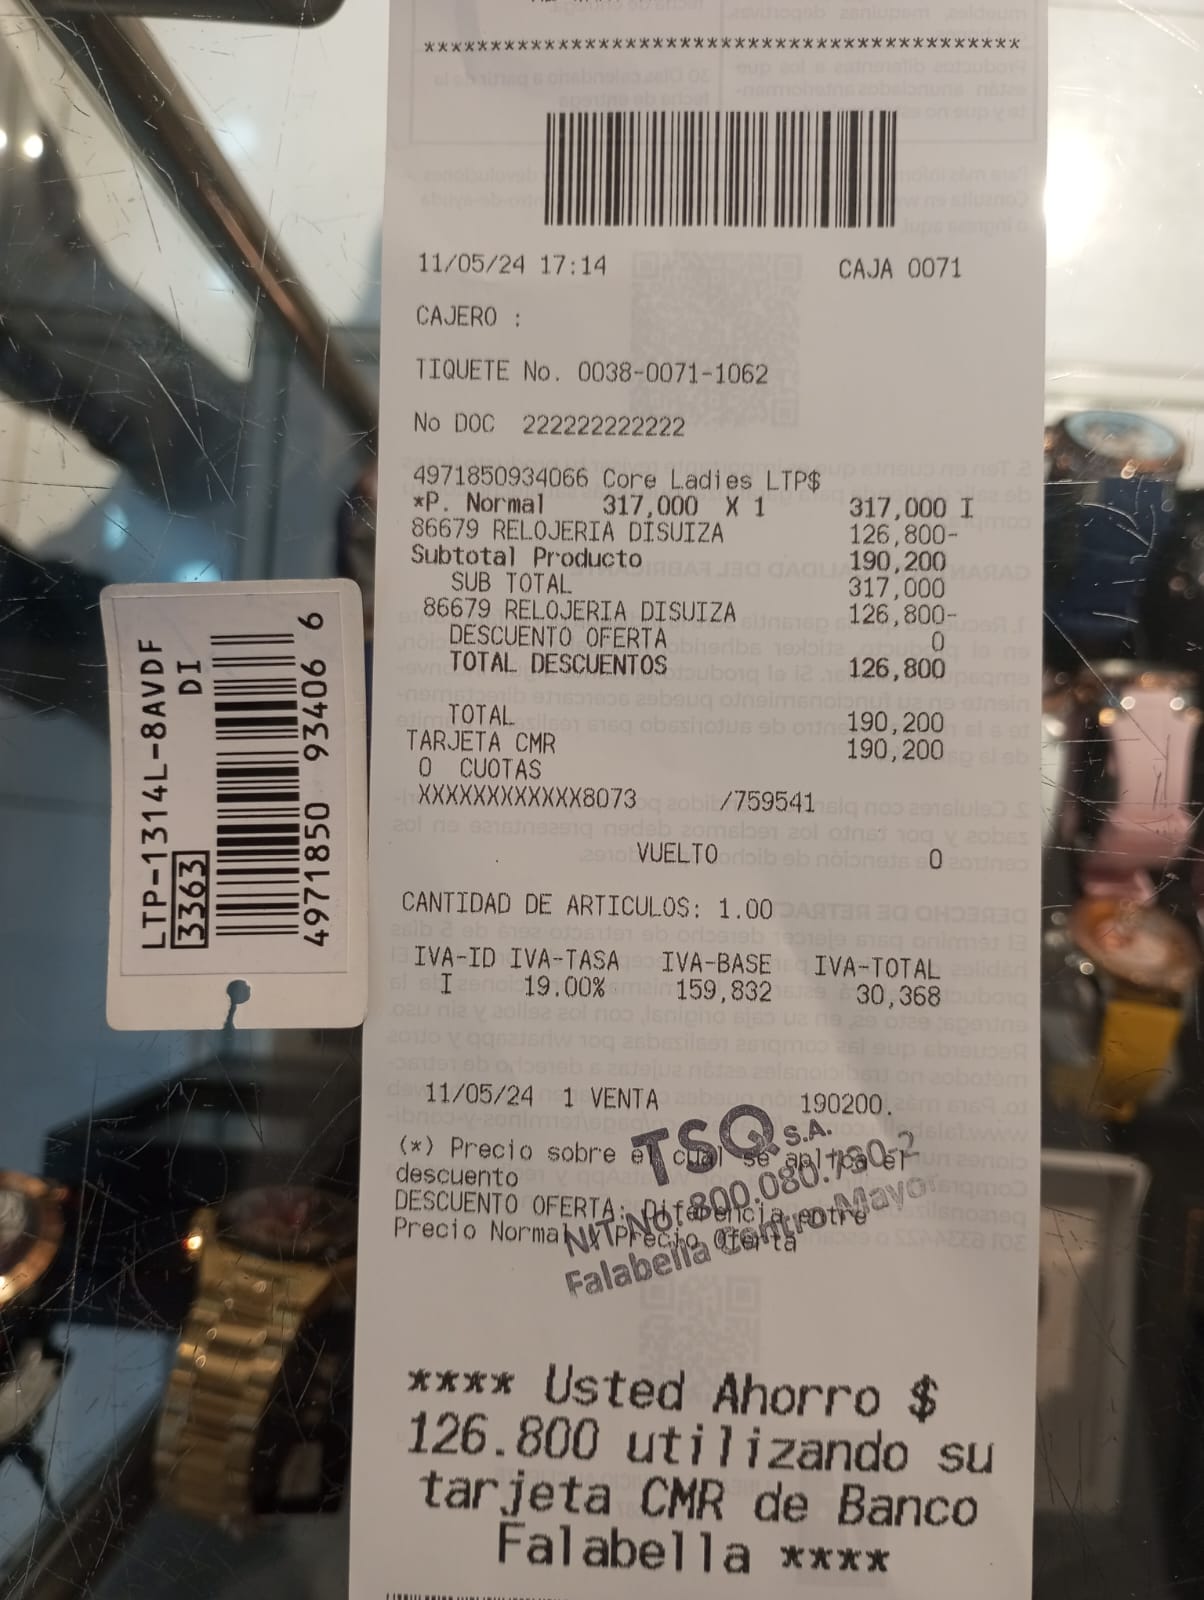 ****************************************************
11/05/24 17:14 CAJA 0071
CAJERO :
TIQUETE No. 0038-0071-1062
No DOC 222222222222
4971850934066 Core Ladies LTP$
*P. Normal 317,000 X 1 317,000 I
86679 RELOJERIA DISUIZA 126,800-
Subtotal Producto 190,200
SUB TOTAL 317,000
86679 RELOJERIA DISUIZA 126,800-
DESCUENTO OFERTA 0
TOTAL DESCUENTOS 126,800
TOTAL 190,200
TARJETA CMR 190,200
0 CUOTAS
XXXXXXXXXXXX8073 /759541
VUELTO 0
CANTIDAD DE ARTICULOS: 1.00
IVA-ID IVA-TASA IVA-BASE IVA-TOTAL
I 19.00% 159,832 30,368
11/05/24 1 VENTA 190200.
(*) Precio sobre el cual se aplica el
descuento
DESCUENTO OFERTA: Diferencia entre
Precio Normal y Precio Oferta
TSQ S.A.
NIT. No. 800.080.730-2
Falabella Centro Mayor
**** Usted Ahorro $
126.800 utilizando su
tarjeta CMR de Banco
Falabella ****
LTP-1314L-8AVDF
DI
3363
4971850 93406 6